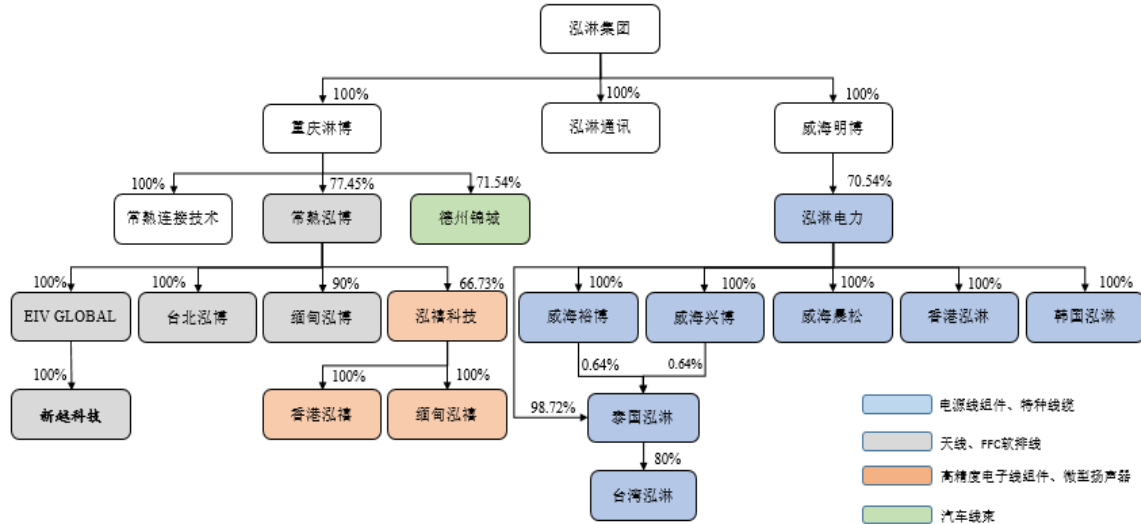 泓淋集团
100%
100%
100%
重庆淋博
泓淋通讯
威海明博
100%
77.45%
71.54%
70.54%
常熟连接技术
常熟泓博
德州锦城
泓淋电力
100%
100%
90%
66.73%
100%
100%
100%
100%
100%
EIV GLOBAL
台北泓博
缅甸泓博
泓禧科技
威海裕博
威海兴博
威海晨松
香港泓淋
韩国泓淋
100%
100%
100%
0.64%
0.64%
新越科技
香港泓禧
缅甸泓禧
98.72%
泰国泓淋
80%
台湾泓淋
电源线组件、特种线缆
天线、FFC软排线
高精度电子线组件、微型扬声器
汽车线束